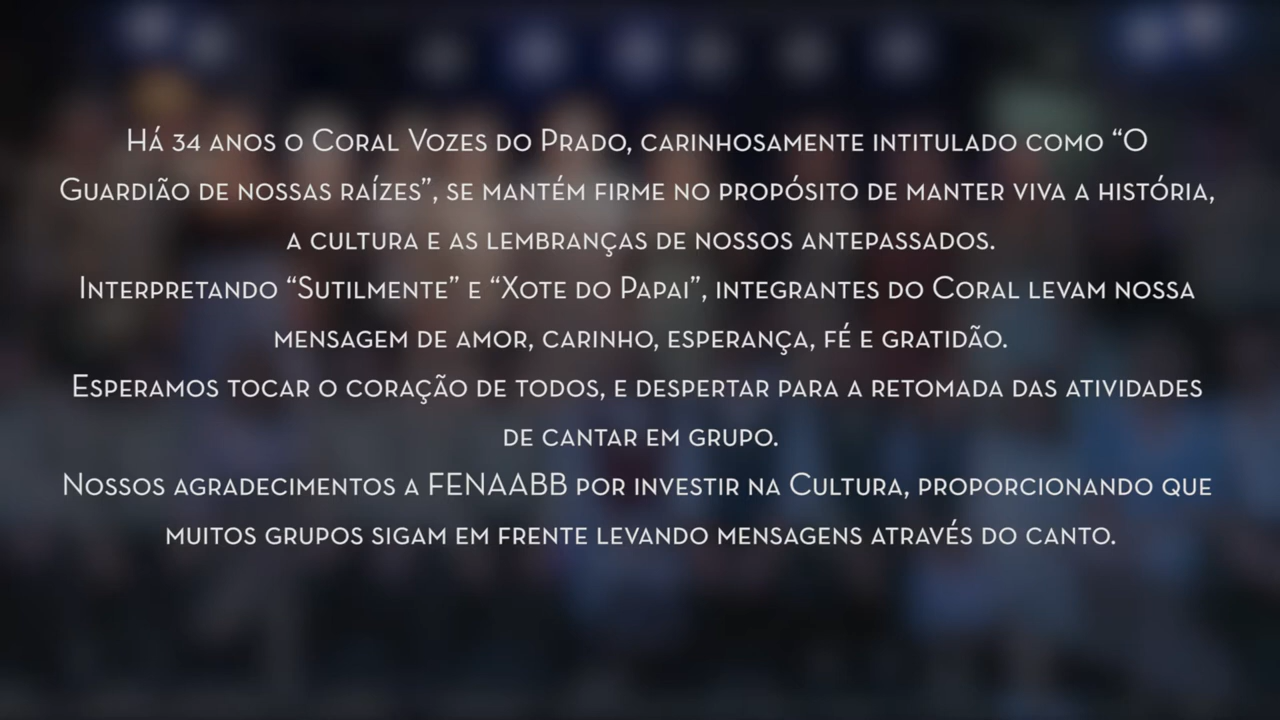 Há 34 anos o Coral Vozes do Prado, carinhosamente intitulado como “O
Guardião de nossas raízes”, se mantém firme no propósito de manter viva a história,
a cultura e as lembranças de nossos antepassados.
Interpretando “Sutilmente” e “Xote do Papai”, integrantes do Coral levam nossa
mensagem de amor, carinho, esperança, fé e gratidão.
Esperamos tocar o coração de todos, e despertar para a retomada das atividades
de cantar em grupo.
Nossos agradecimentos a FENAABB por investir na Cultura, proporcionando que
muitos grupos sigam em frente levando mensagens através do canto.